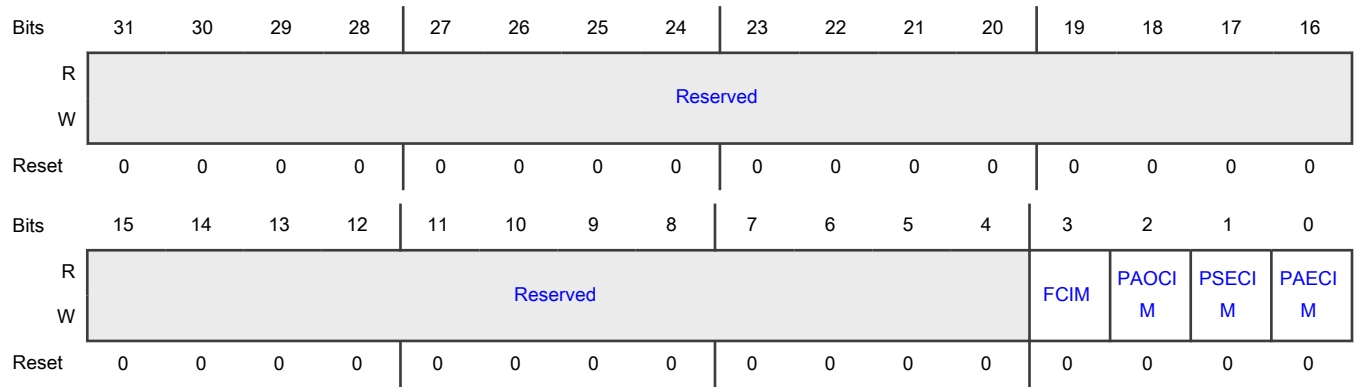 Bits 31 30 29 28 27 26 25 24 23 22 21 20 19 18 17 16
R
Reserved
W
Reset 0 0 0 0 0 0 0 0 0 0 0 0 0 0 0 0
Bits 15 14 13 12 11 10 9 8 7 6 5 4 3 2 1 0
R PAOCI PSECI PAECI
Reserved FCIM
W M M M
Reset 0 0 0 0 0 0 0 0 0 0 0 0 0 0 0 0